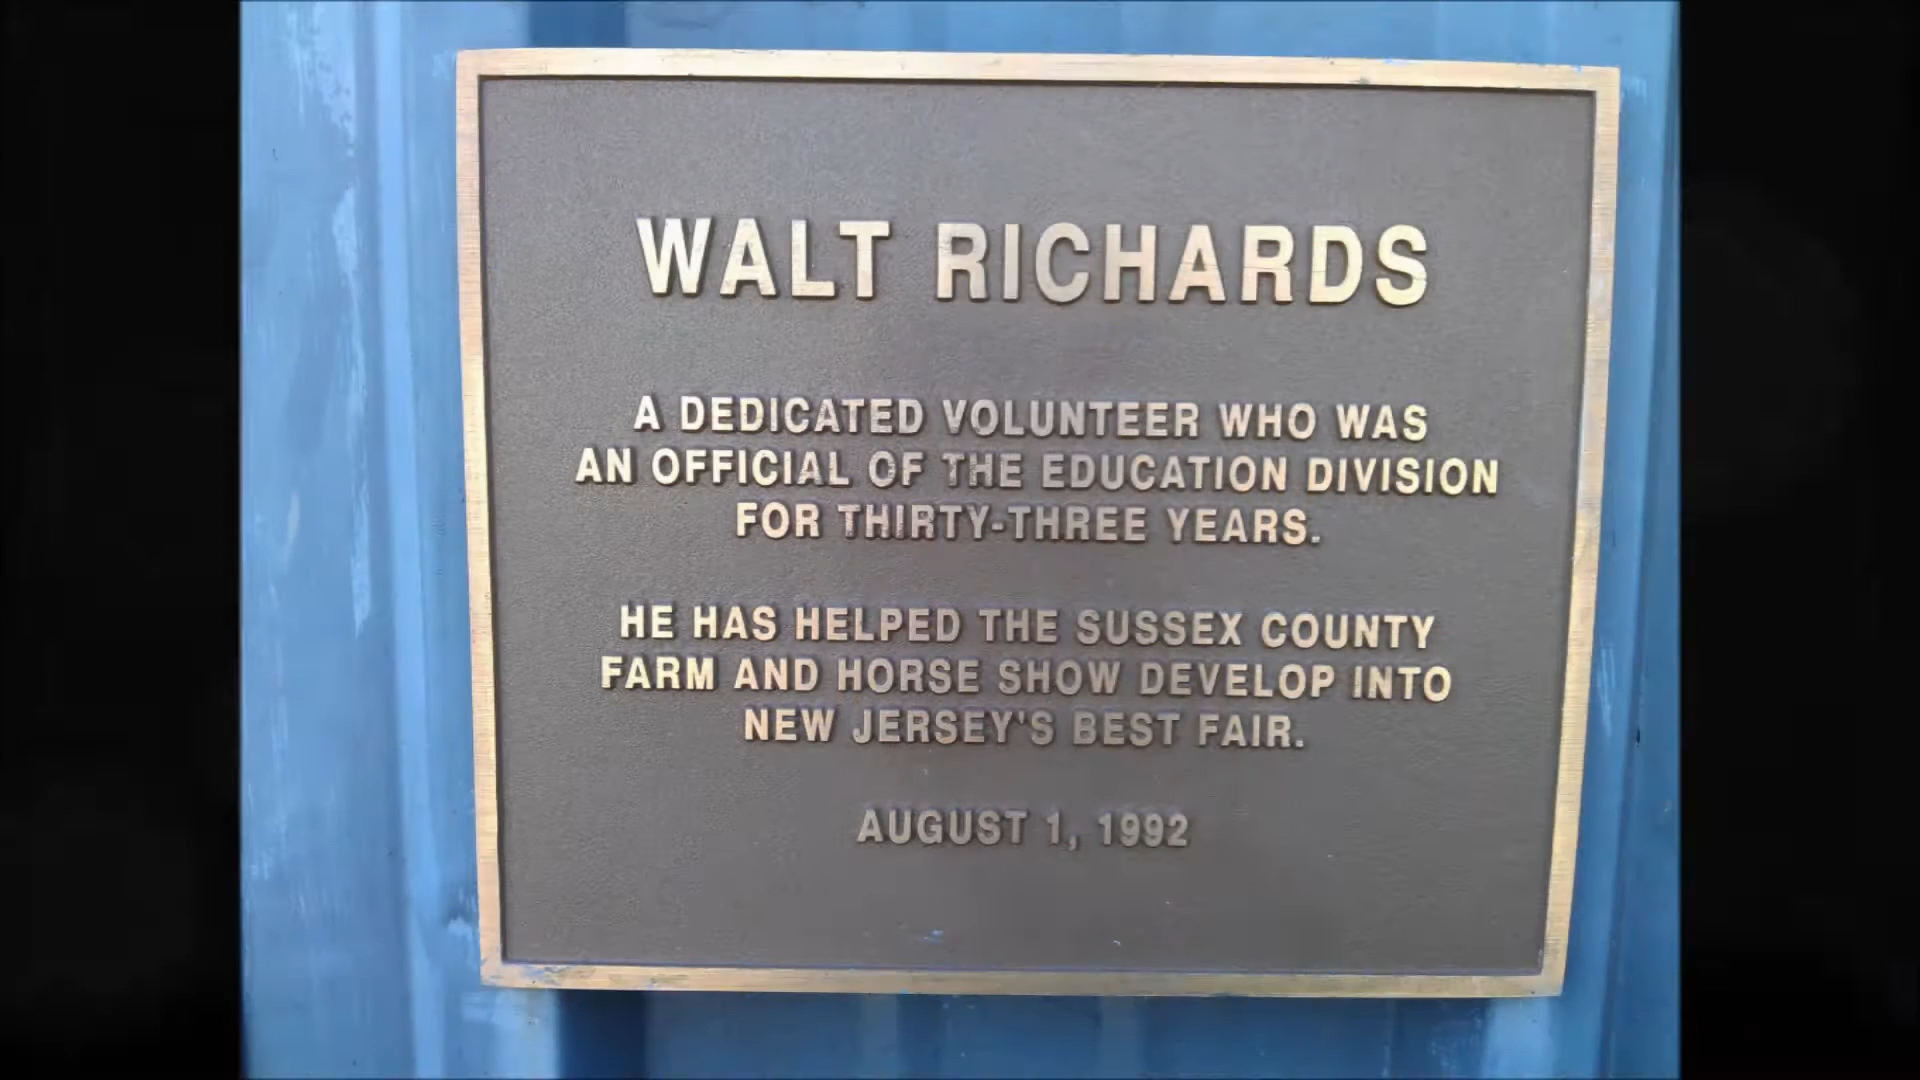 WALT RICHARDS
A DEDICATED VOLUNTEER WHO WAS
AN OFFICIAL OF THE EDUCATION DIVISION
FOR THIRTY-THREE YEARS.
HE HAS HELPED THE SUSSEX COUNTY
FARM AND HORSE SHOW DEVELOP INTO
NEW JERSEY'S BEST FAIR.
AUGUST 1, 1992